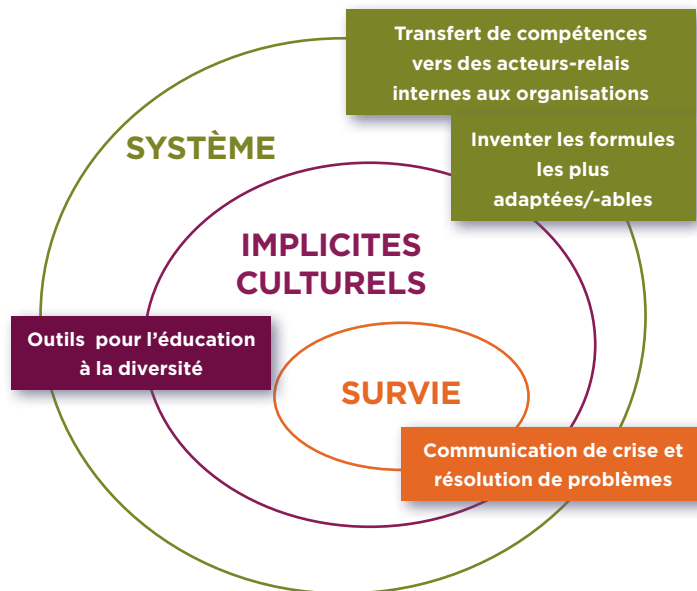 Transfert de compétences
vers des acteurs-relais
internes aux organisations
SYSTÈME
Inventer les formules
les plus
adaptées/-ables
IMPLICITES
CULTURELS
Outils pour l’éducation
à la diversité
SURVIE
Communication de crise et
résolution de problèmes